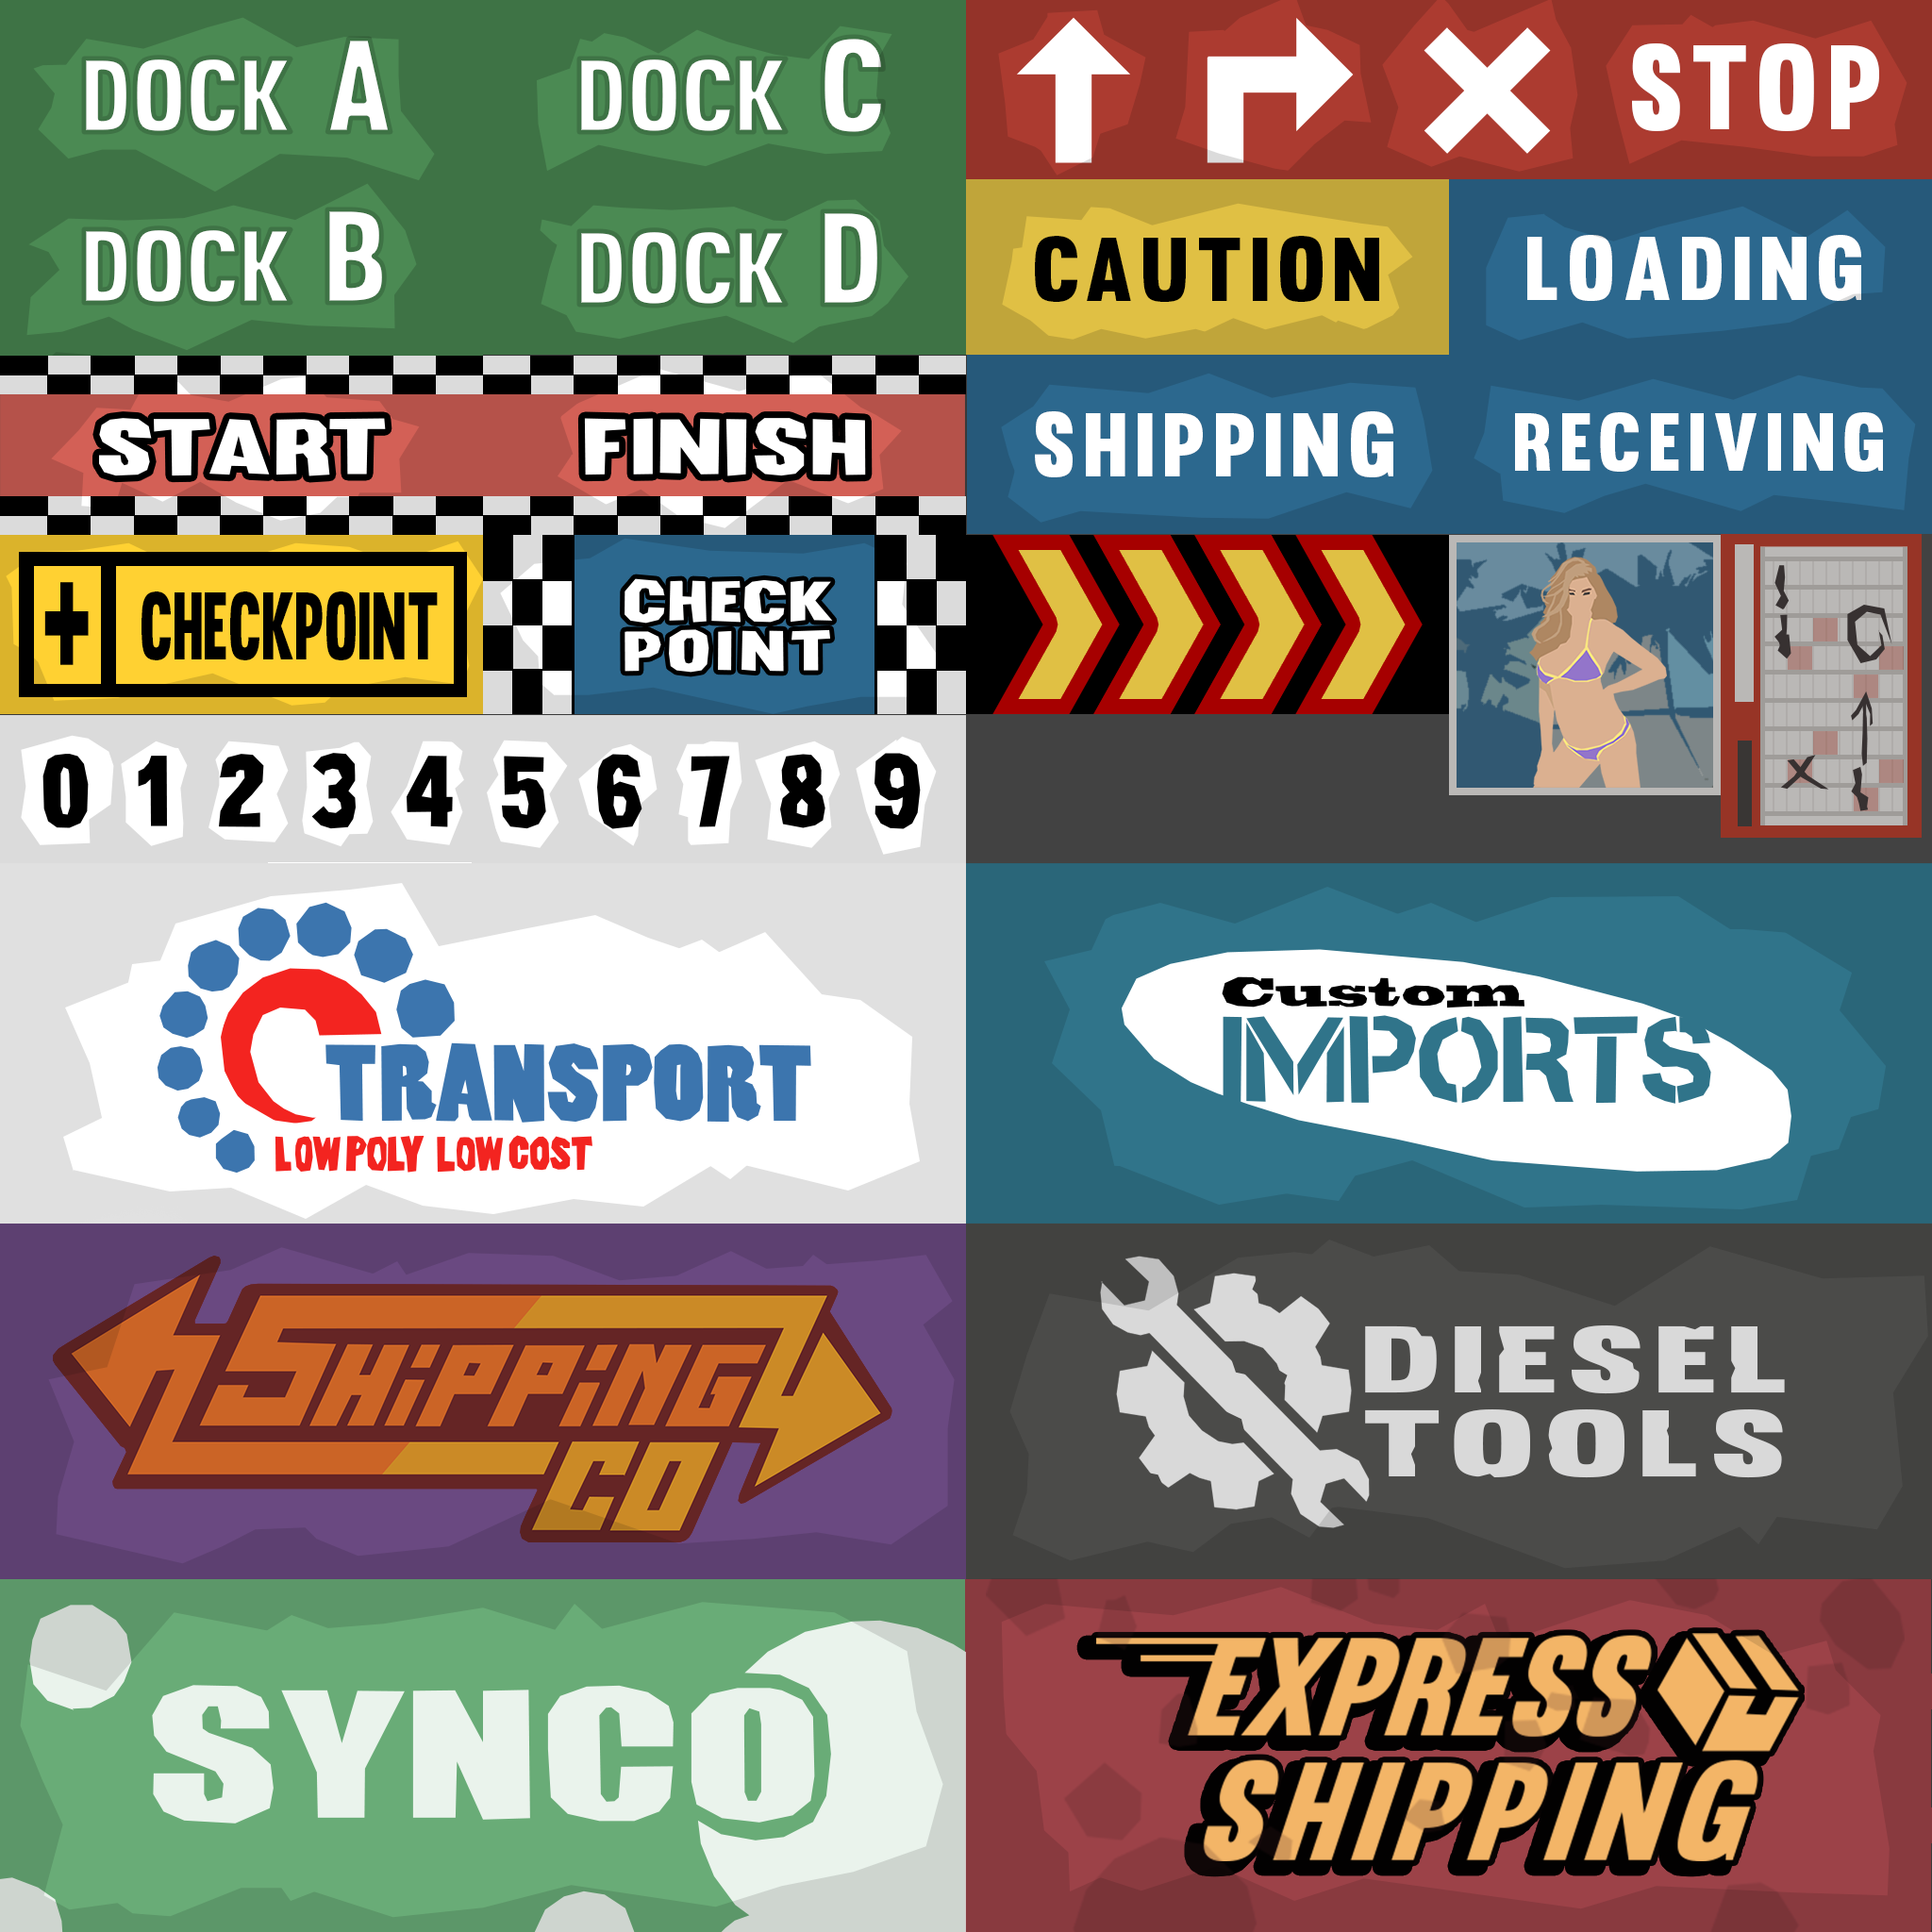 DOCK A
DOCK C
STOP
DOCK B
DOCK D
CAUTION
LOADING
START
FINISH
SHIPPING
RECEIVING
CHECKPOINT
CHECK
POINT
0 1 2 3 4 5 6 7 8 9
TRANSPORT
LOW POLY LOW COST
Custom
IMPORTS
SHiPPiNG
CO
DIESEL
TOOLS
SYNCO
EXPRESS
SHIPPING